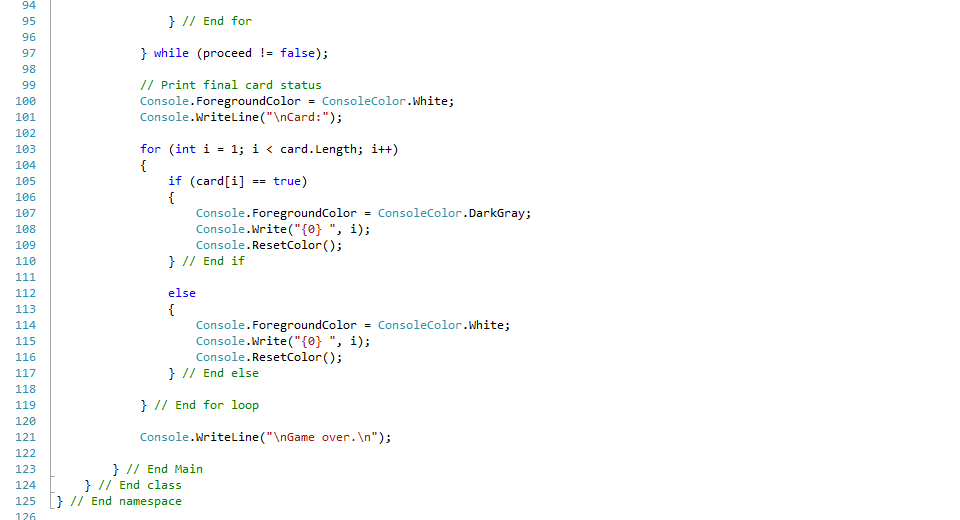 94
95 } // End for
96
97 } while (proceed != false);
98
99 // Print final card status
100 Console.ForegroundColor = ConsoleColor.White;
101 Console.WriteLine("\nCard:");
102
103 for (int i = 1; i < card.Length; i++)
104 {
105 if (card[i] == true)
106 {
107 Console.ForegroundColor = ConsoleColor.DarkGray;
108 Console.Write("{0} ", i);
109 Console.ResetColor();
110 } // End if
111
112 else
113 {
114 Console.ForegroundColor = ConsoleColor.White;
115 Console.Write("{0} ", i);
116 Console.ResetColor();
117 } // End else
118
119 } // End for loop
120
121 Console.WriteLine("\nGame over.\n");
122
123 } // End Main
124 } // End class
125 } // End namespace
126